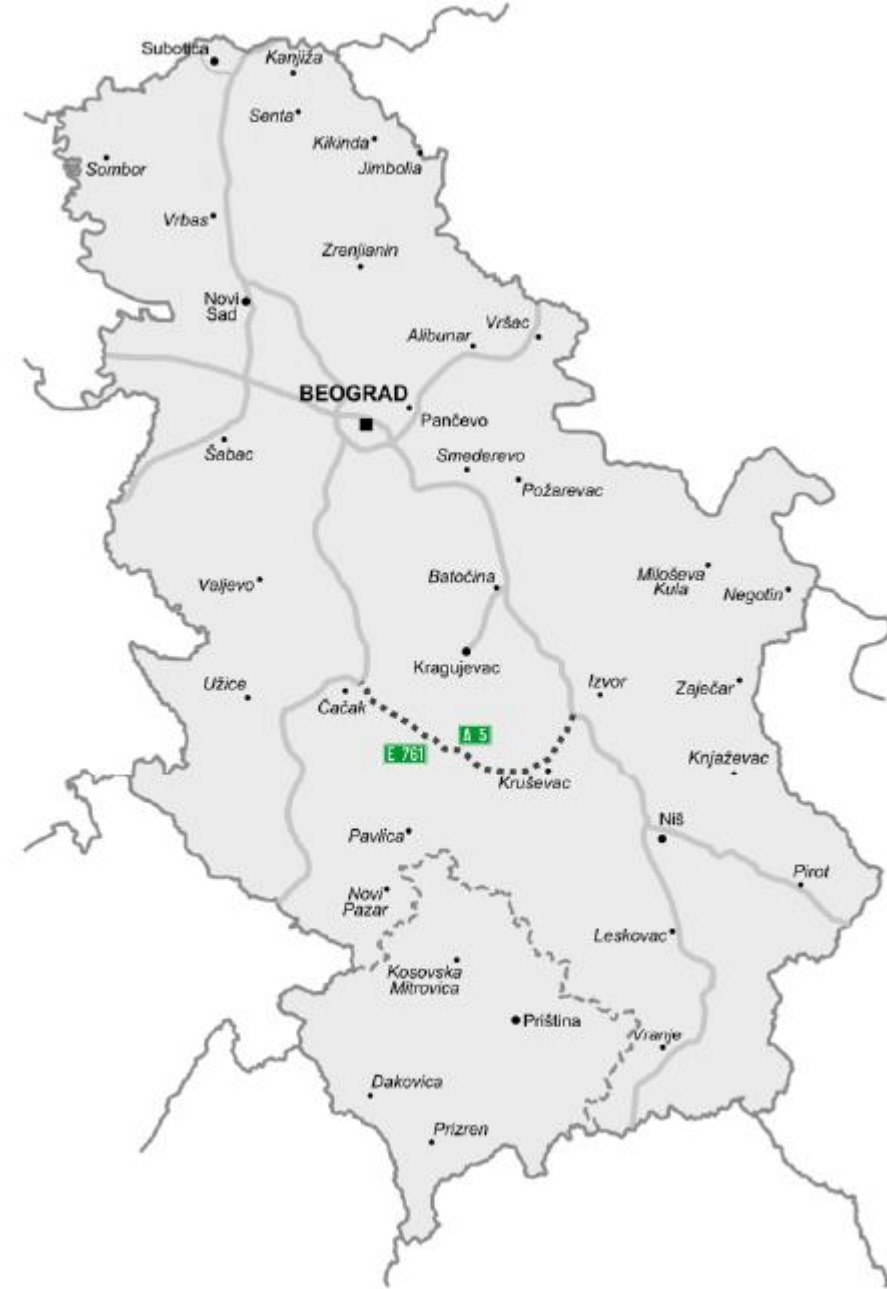 Subotica
Kanjiža
Senta
Kikinda
Jimbolia
Sombor
Vrbas
Zrenjianin
Novi
Sad
Alibunar
Vršac
BEOGRAD
Pančevo
Šabac
Smederevo
Požarevac
Valjevo
Batočina
Miloševa
Kula
Negotin
Kragujevac
Užice
Čačak
Izvor
Zaječar
A 5
E 761
Kruševac
Knjaževac
Pavlica
Niš
Pirot
Novi
Pazar
Leskovac
Kosovska
Mitrovica
Priština
Vranje
Dakovica
Prizren